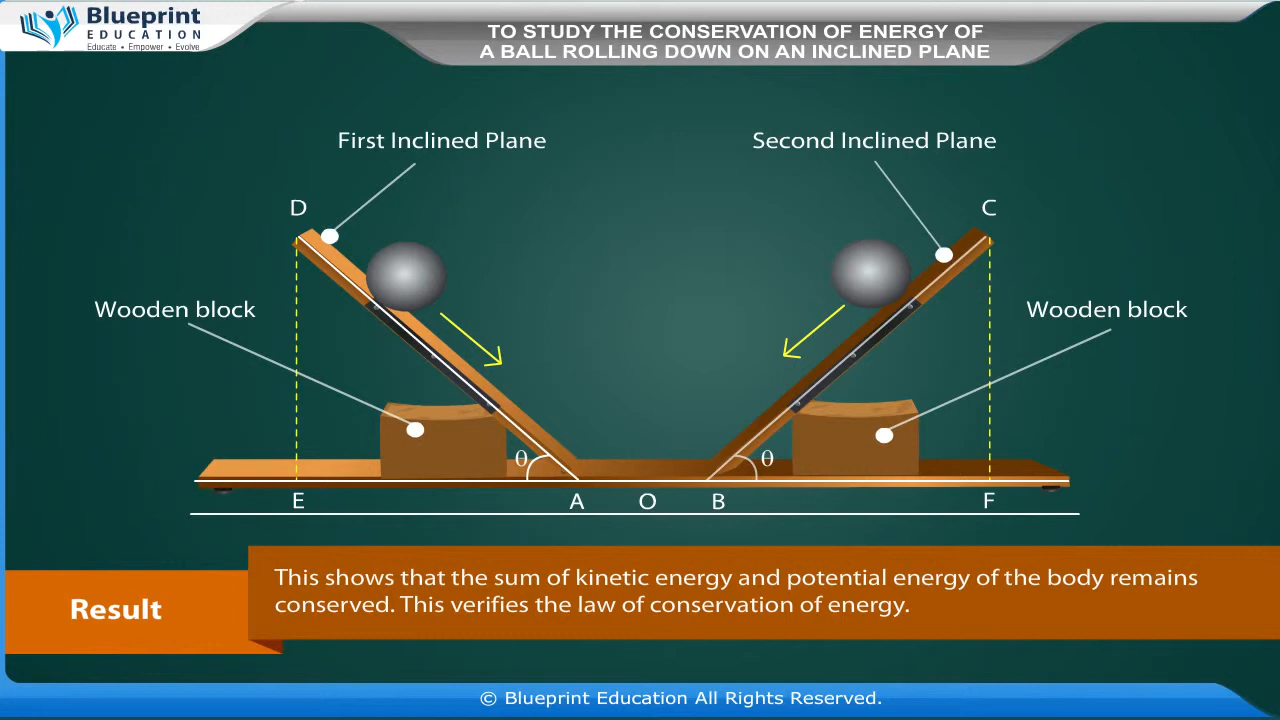 Blueprint
EDUCATION
Educate • Empower • Evolve
TO STUDY THE CONSERVATION OF ENERGY OF
A BALL ROLLING DOWN ON AN INCLINED PLANE
First Inclined Plane
Second Inclined Plane
D
C
Wooden block
Wooden block
θ
θ
E
A
O
B
F
Result
This shows that the sum of kinetic energy and potential energy of the body remains
conserved. This verifies the law of conservation of energy.
© Blueprint Education All Rights Reserved.